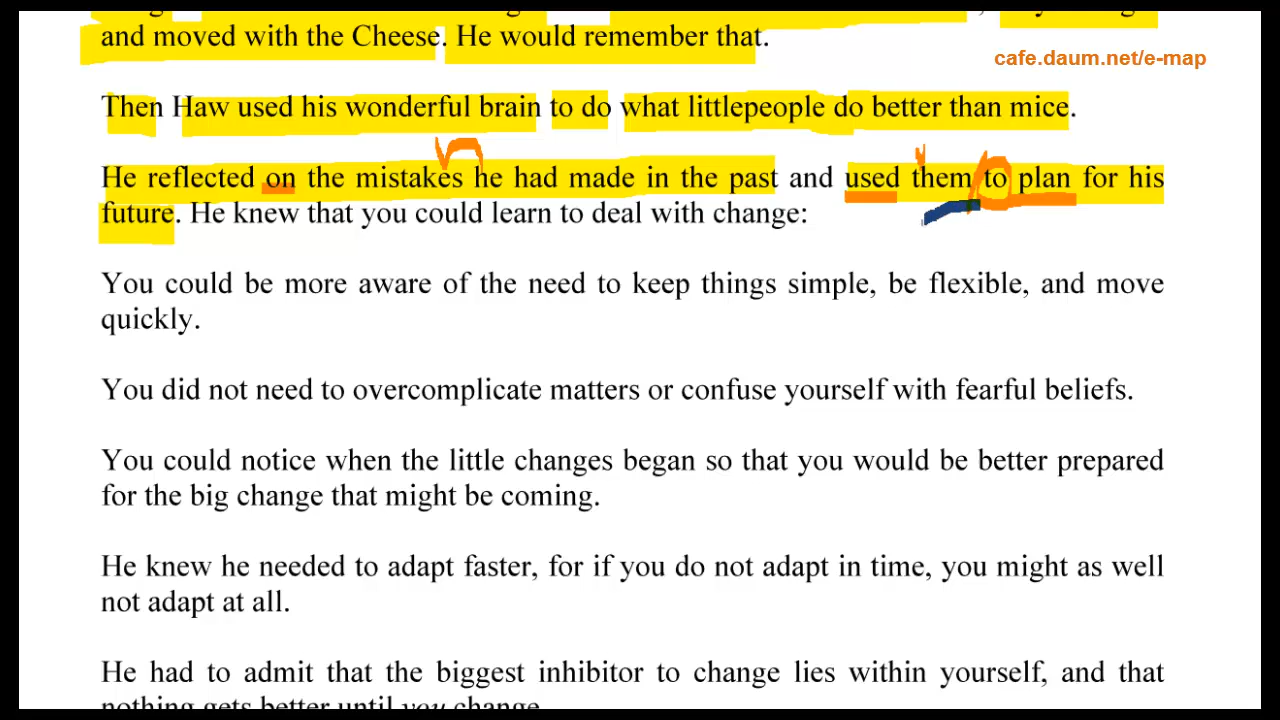 and moved with the Cheese. He would remember that.
cafe.daum.net/e-map
Then Haw used his wonderful brain to do what littlepeople do better than mice.
He reflected on the mistakes he had made in the past and used them to plan for his
future. He knew that you could learn to deal with change:
You could be more aware of the need to keep things simple, be flexible, and move
quickly.
You did not need to overcomplicate matters or confuse yourself with fearful beliefs.
You could notice when the little changes began so that you would be better prepared
for the big change that might be coming.
He knew he needed to adapt faster, for if you do not adapt in time, you might as well
not adapt at all.
He had to admit that the biggest inhibitor to change lies within yourself, and that
nothing gets better until you change.